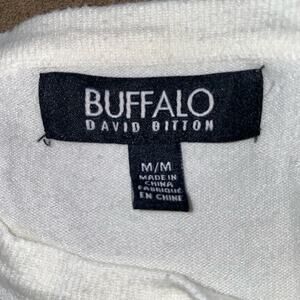 BUFFALO
DAVID BITTON
M/M
MADE IN
CHINA
FABRIQUÉ
EN CHINE